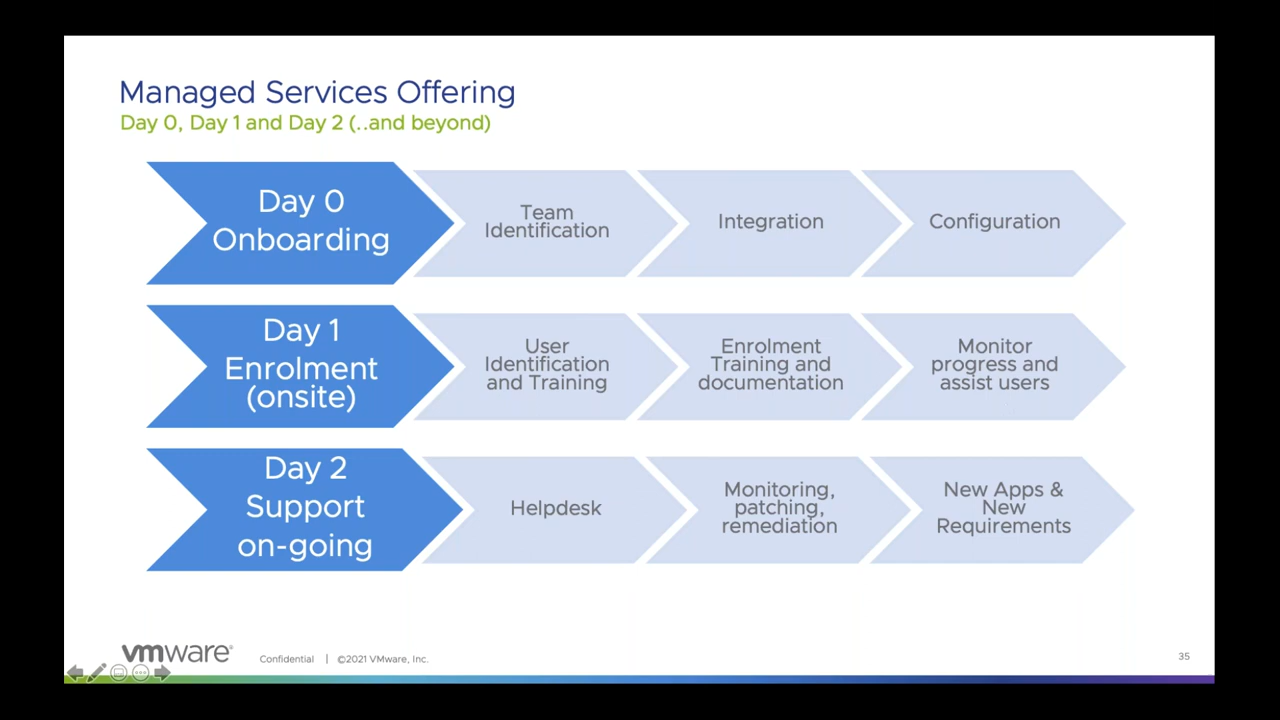 Managed Services Offering
Day 0, Day 1 and Day 2 (..and beyond)
Day 0
Onboarding
Team
Identification
Integration
Configuration
Day 1
Enrolment
(onsite)
User
Identification
and Training
Enrolment
Training and
documentation
Monitor
progress and
assist users
Day 2
Support
on-going
Helpdesk
Monitoring,
patching,
remediation
New Apps &
New
Requirements
vmware®
Confidential | ©2021 VMware, Inc.
35